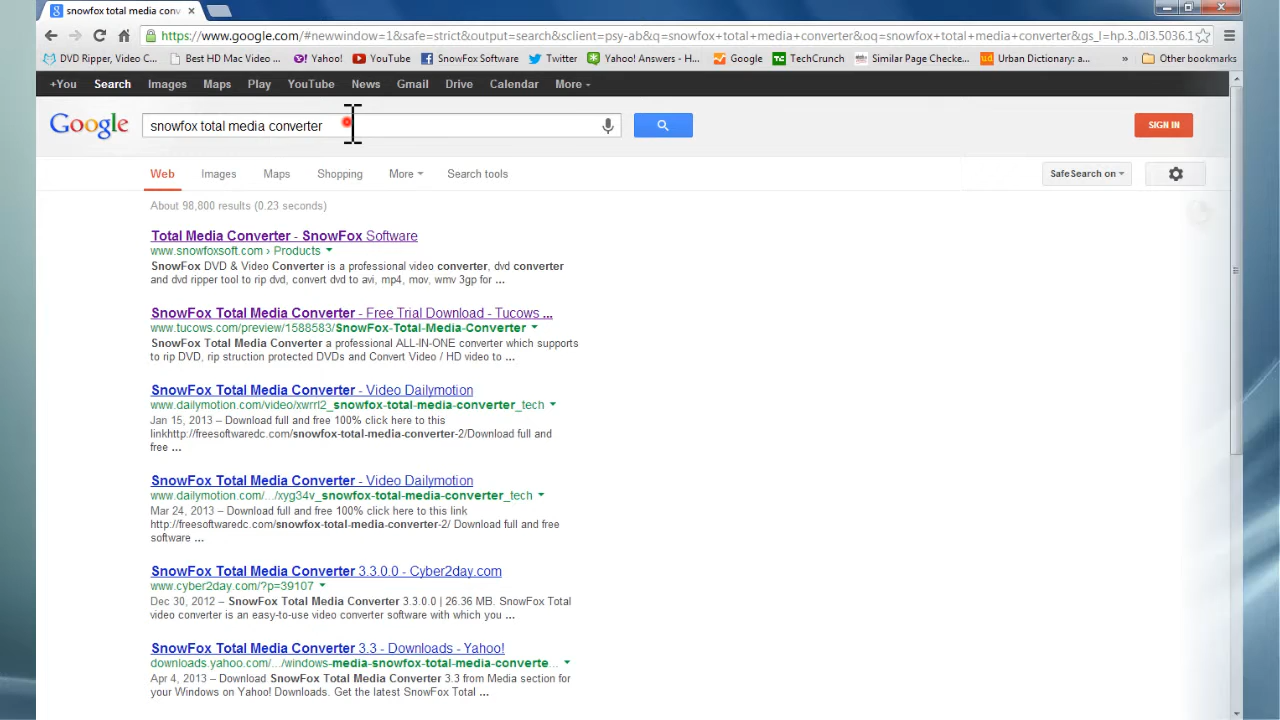 snowfox total media conv
https://www.google.com/#newwindow=1&safe=strict&output=search&sclient=psy-ab&q=snowfox+total+media+converter&oq=snowfox+total+media+converter&gs_l=hp.3..0l3.5036.1
DVD Ripper, Video C... Best HD Mac Video ... Yahoo! YouTube SnowFox Software Twitter Yahoo! Answers - H... Google TechCrunch Similar Page Checke... Urban Dictionary: a... » Other bookmarks
+You Search Images Maps Play YouTube News Gmail Drive Calendar More
Google snowfox total media converter SIGN IN
Web Images Maps Shopping More Search tools SafeSearch on
About 98,800 results (0.23 seconds)
Total Media Converter - SnowFox Software
www.snowfoxsoft.com › Products
SnowFox DVD & Video Converter is a professional video converter, dvd converter
and dvd ripper tool to rip dvd, convert dvd to avi, mp4, mov, wmv 3gp for ...
SnowFox Total Media Converter - Free Trial Download - Tucows ...
www.tucows.com/preview/1588583/SnowFox-Total-Media-Converter
SnowFox Total Media Converter a professional ALL-IN-ONE converter which supports
to rip DVD, rip struction protected DVDs and Convert Video / HD video to ...
SnowFox Total Media Converter - Video Dailymotion
www.dailymotion.com/video/xwrrl2_snowfox-total-media-converter_tech
Jan 15, 2013 – Download full and free 100% click here to this
linkhttp://freesoftwaredc.com/snowfox-total-media-converter-2/Download full and
free ...
SnowFox Total Media Converter - Video Dailymotion
www.dailymotion.com/.../xyg34v_snowfox-total-media-converter_tech
Mar 24, 2013 – Download full and free 100% click here to this link
http://freesoftwaredc.com/snowfox-total-media-converter-2/ Download full and free
software ...
SnowFox Total Media Converter 3.3.0.0 - Cyber2day.com
www.cyber2day.com/?p=39107
Dec 30, 2012 – SnowFox Total Media Converter 3.3.0.0 | 26.36 MB. SnowFox Total
video converter is an easy-to-use video converter software with which you ...
SnowFox Total Media Converter 3.3 - Downloads - Yahoo!
downloads.yahoo.com/.../windows-media-snowfox-total-media-converte...
Apr 4, 2013 – Download SnowFox Total Media Converter 3.3 from Media section for
your Windows on Yahoo! Downloads. Get the latest SnowFox Total ...